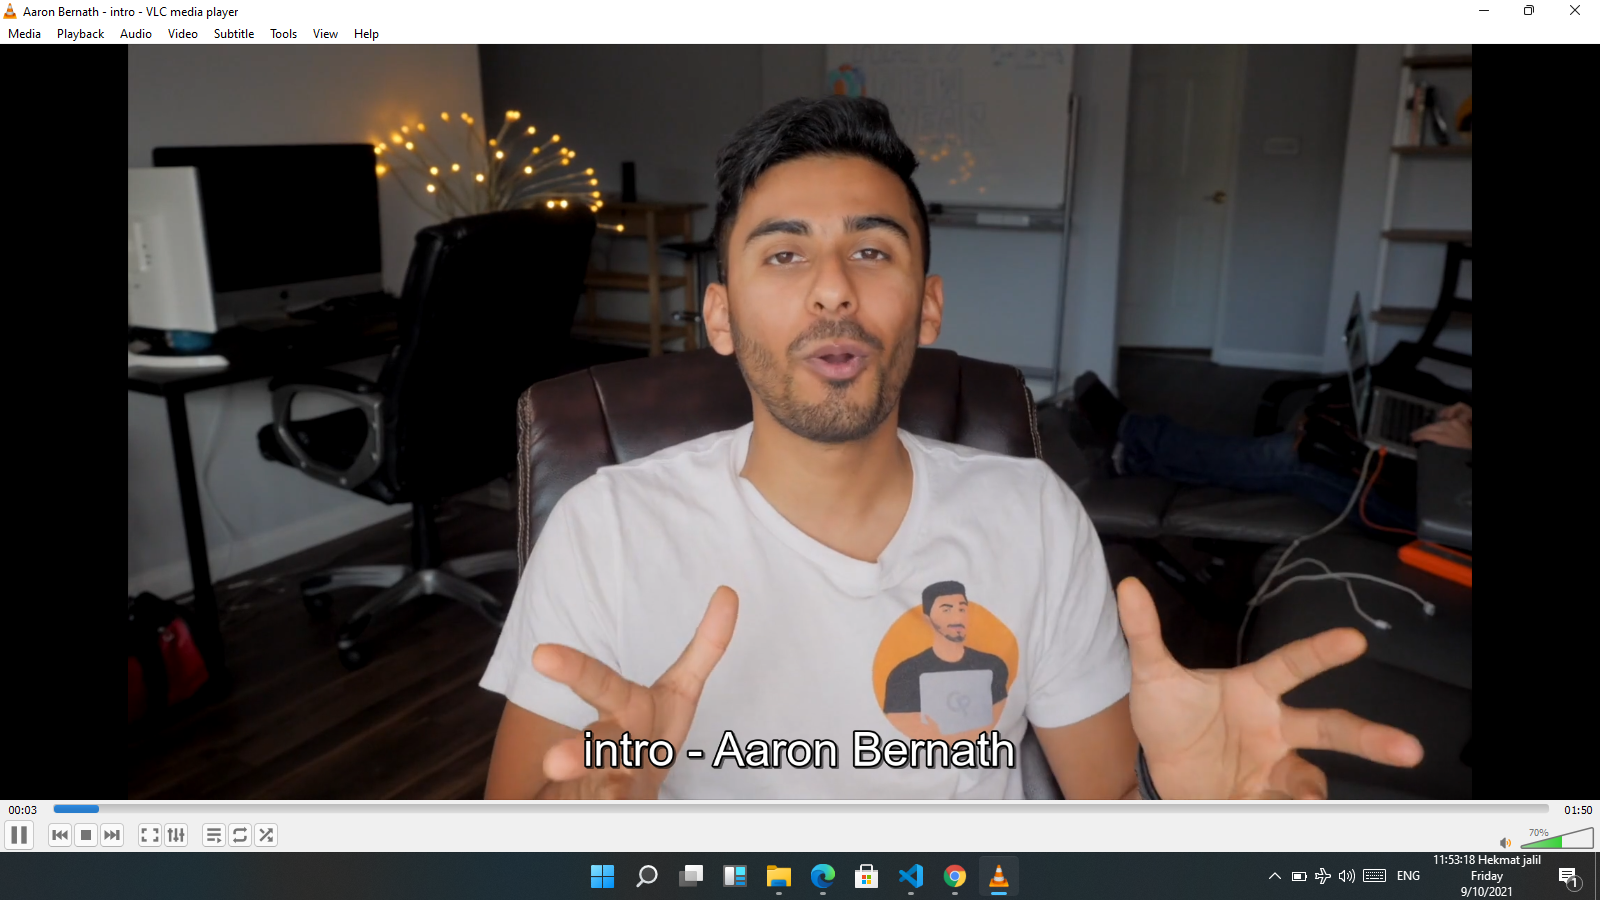 Aaron Bernath - intro - VLC media player
Media Playback Audio Video Subtitle Tools View Help
intro - Aaron Bernath
00:03
01:50
70%
11:53:18 Hekmat jalil
ENG
Friday
9/10/2021
1